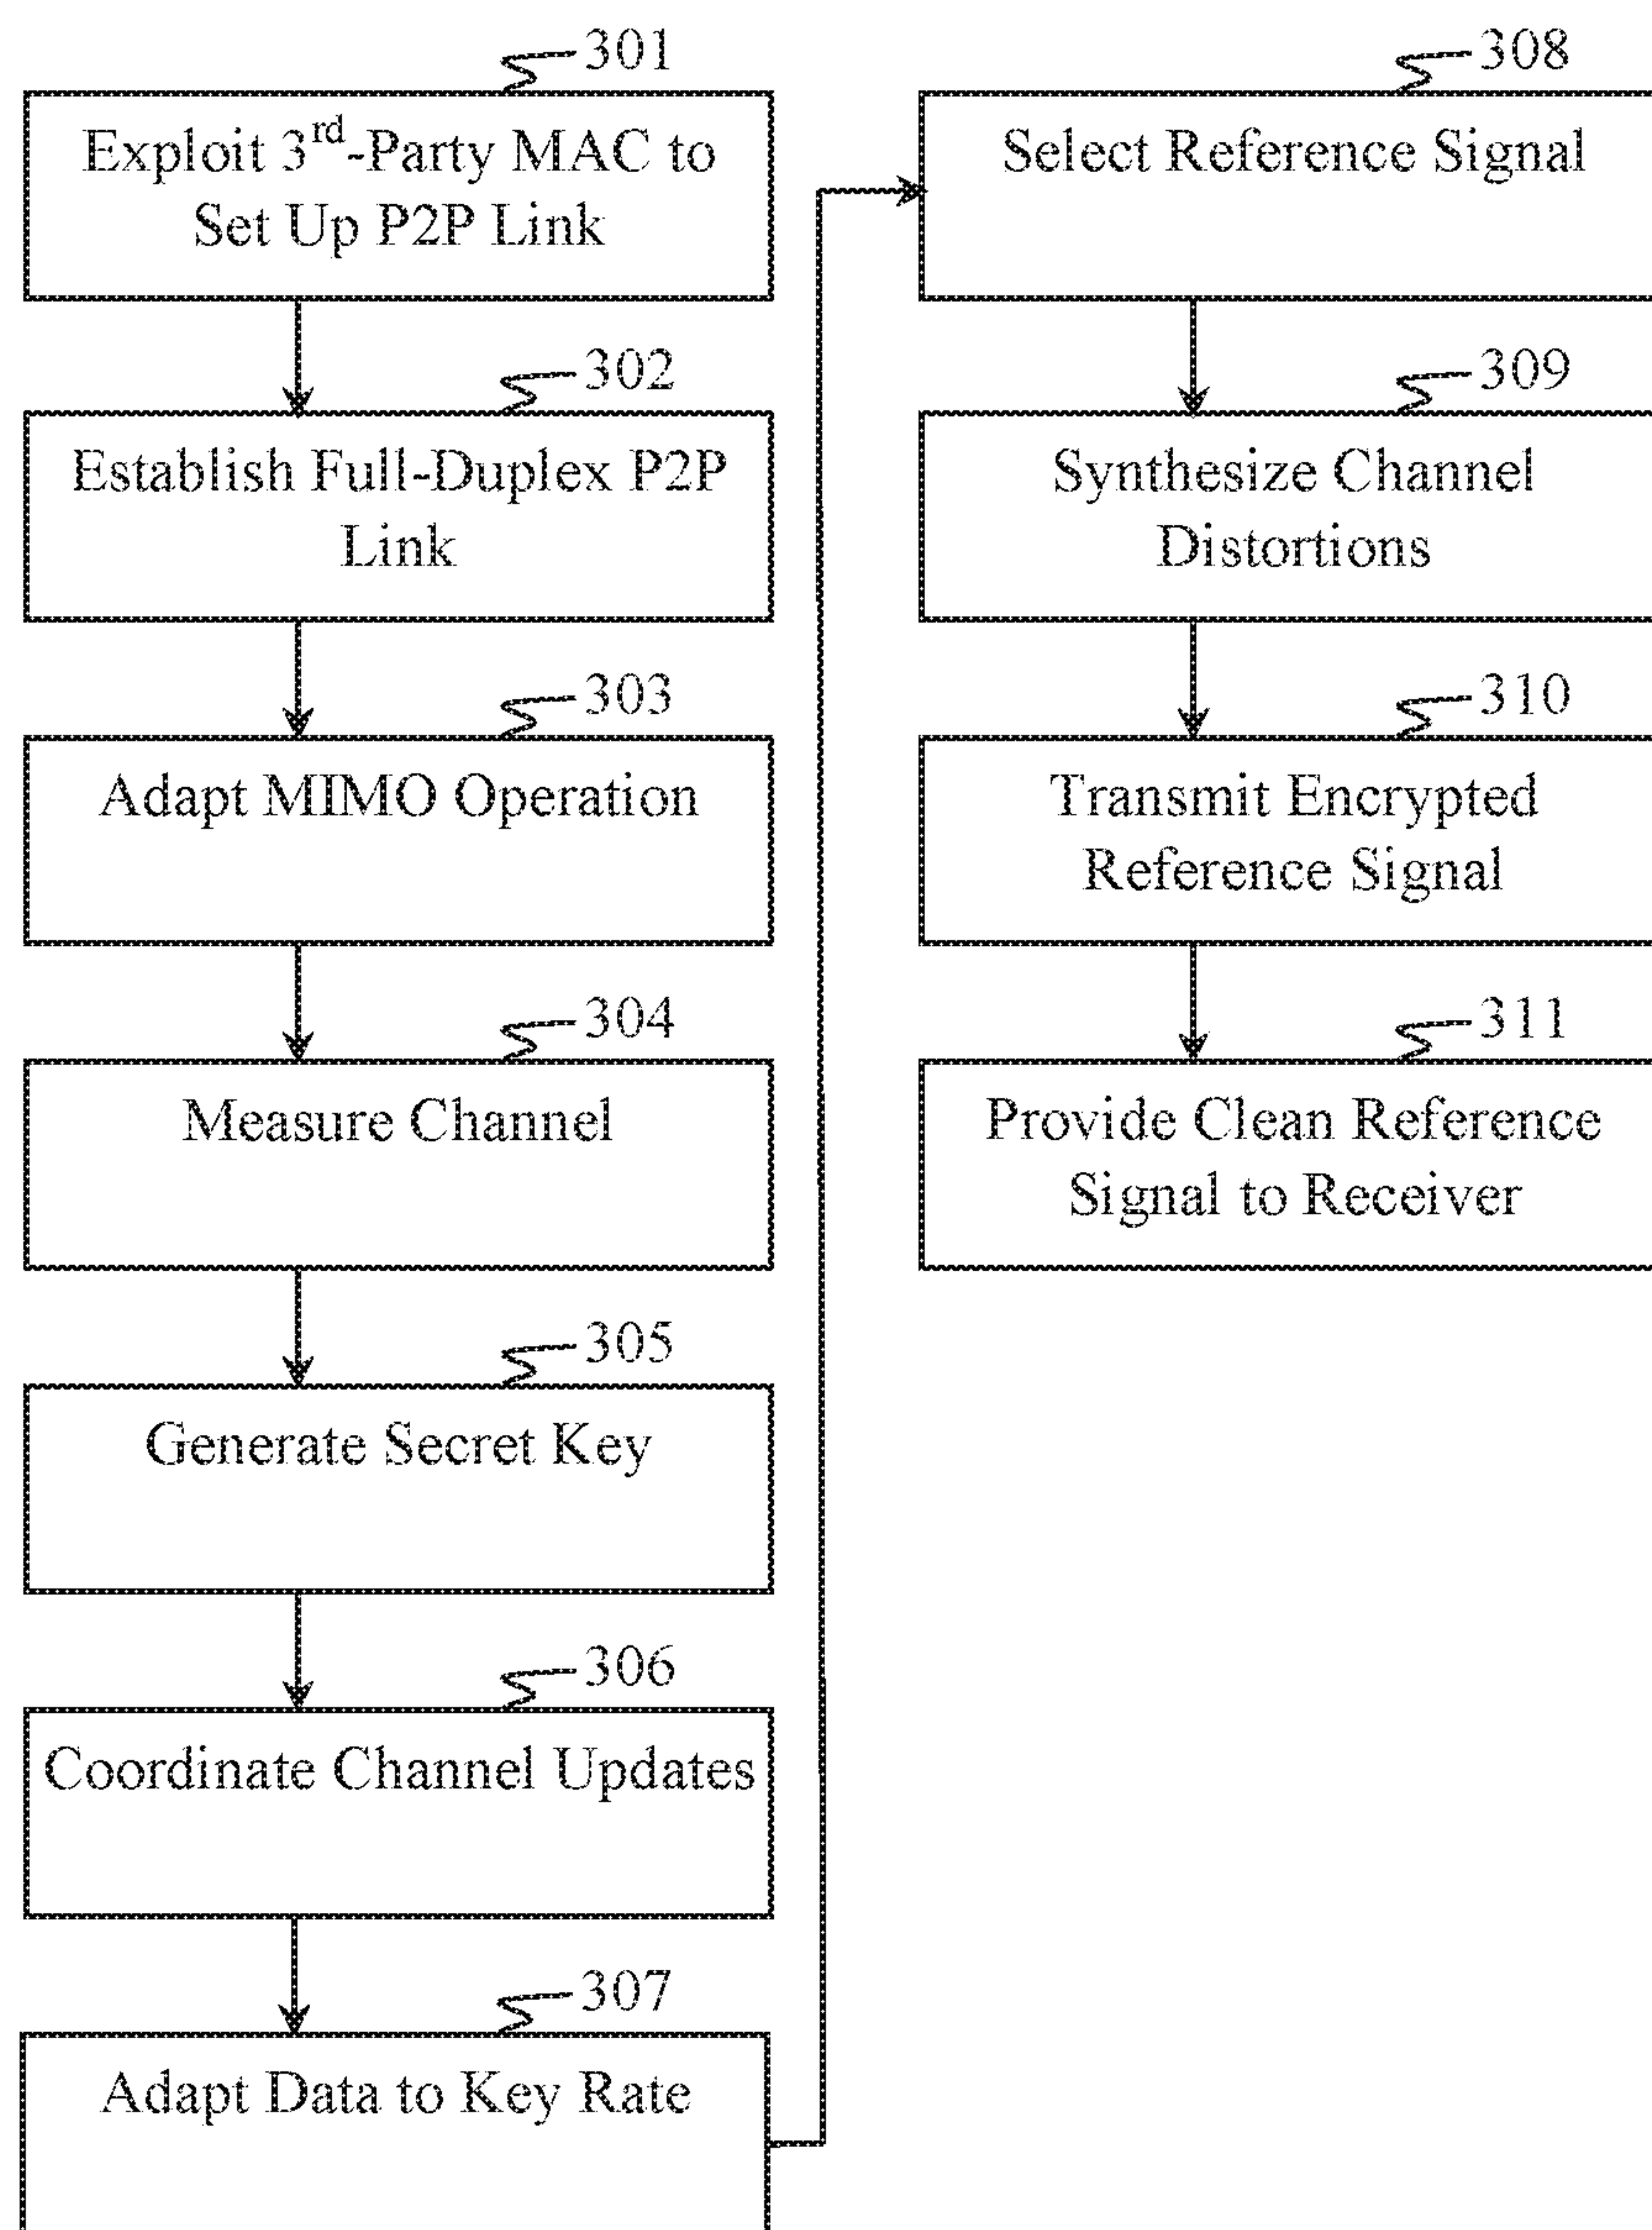 301
Exploit 3rd-Party MAC to
Set Up P2P Link
302
Establish Full-Duplex P2P
Link
303
Adapt MIMO Operation
304
Measure Channel
305
Generate Secret Key
306
Coordinate Channel Updates
307
Adapt Data to Key Rate
308
Select Reference Signal
309
Synthesize Channel
Distortions
310
Transmit Encrypted
Reference Signal
311
Provide Clean Reference
Signal to Receiver